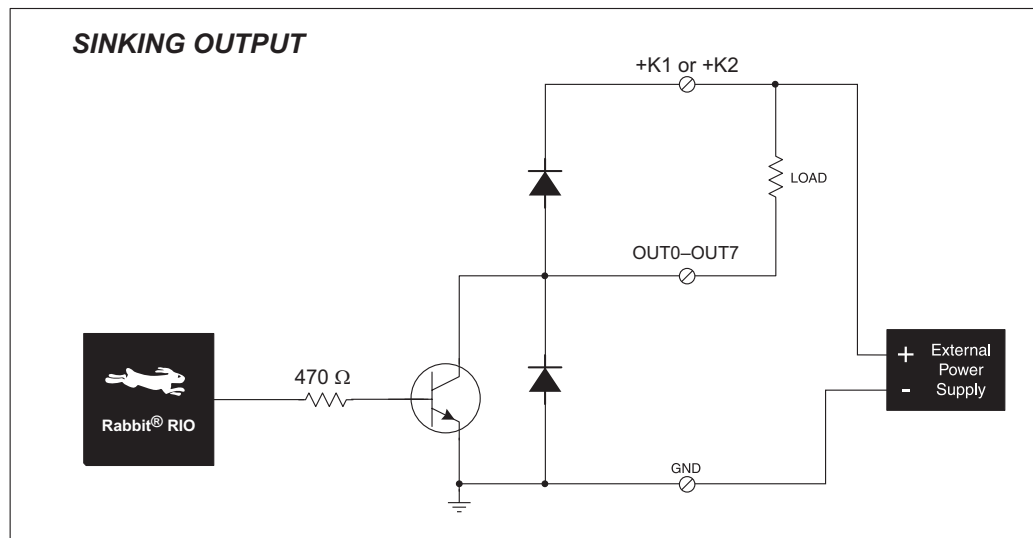 SINKING OUTPUT
+K1 or +K2
LOAD
OUT0–OUT7
470 Ω
Rabbit® RIO
+ External
Power
- Supply
GND